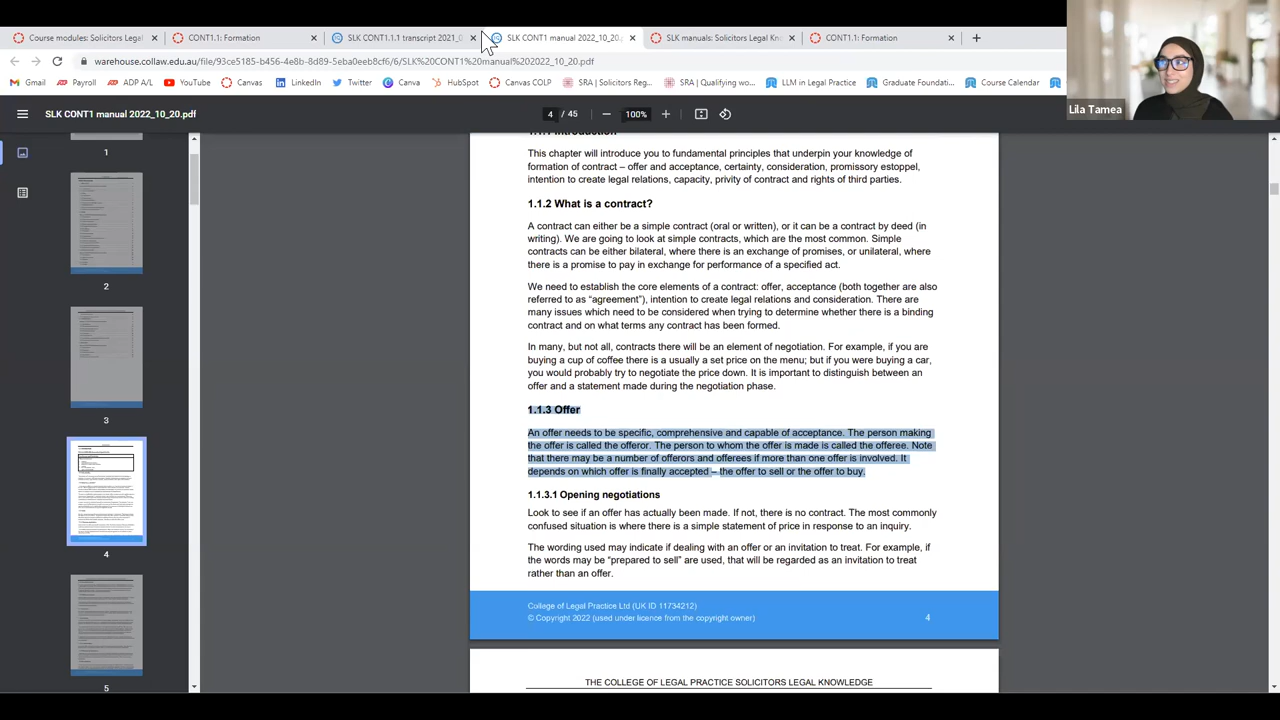 Course modules: Solicitors Legal
CONT1.1: Formation
SLK CONT1.1.1 transcript 2021_0
SLK CONT1 manual 2022_10_20.p
SLK manuals: Solicitors Legal Kn
CONT1.1: Formation
warehouse.collaw.edu.au/file/93ce5185-b456-4e8b-8d89-5eba0eeb8cf6/6/SLK%20CONT1%20manual%202022_10_20.pdf
Gmail
Payroll
ADP A/L
YouTube
Canvas
LinkedIn
Twitter
Canva
HubSpot
Canvas COLP
SRA | Solicitors Reg...
SRA | Qualifying wo...
LLM in Legal Practice
Graduate Foundatio...
Course Calendar
Lila Tamea
SLK CONT1 manual 2022_10_20.pdf
4 / 45
100%
1
2
3
4
5
1.1.1 Introduction
This chapter will introduce you to fundamental principles that underpin your knowledge of
formation of contract – offer and acceptance, certainty, consideration, promissory estoppel,
intention to create legal relations, capacity, privity of contract and rights of third parties.
1.1.2 What is a contract?
A contract can either be a simple contract (oral or written), or it can be a contract by deed (in
writing). We are going to look at simple contracts, which are the most common. Simple
contracts can be either bilateral, where there is an exchange of promises, or unilateral, where
there is a promise to pay in exchange for performance of a specified act.
We need to establish the core elements of a contract: offer, acceptance (both together are also
referred to as “agreement”), intention to create legal relations and consideration. There are
many issues which need to be considered when trying to determine whether there is a binding
contract and on what terms any contract has been formed.
In many, but not all, contracts there will be an element of negotiation. For example, if you are
buying a cup of coffee there is a usually a set price on the menu; but if you were buying a car,
you would probably try to negotiate the price down. It is important to distinguish between an
offer and a statement made during the negotiation phase.
1.1.3 Offer
An offer needs to be specific, comprehensive and capable of acceptance. The person making
the offer is called the offeror. The person to whom the offer is made is called the offeree. Note
that there may be a number of offerors and offerees if more than one offer is involved. It
depends on which offer is finally accepted – the offer to sell or the offer to buy.
1.1.3.1 Opening negotiations
Look to see if an offer has actually been made. If not, there is no contract. The most commonly
confused situation is where there is a simple statement of price in response to an inquiry.
The wording used may indicate if dealing with an offer or an invitation to treat. For example, if
the words may be “prepared to sell” are used, that will be regarded as an invitation to treat
rather than an offer.
College of Legal Practice Ltd (UK ID 11734212)
© Copyright 2022 (used under licence from the copyright owner)
4
THE COLLEGE OF LEGAL PRACTICE SOLICITORS LEGAL KNOWLEDGE